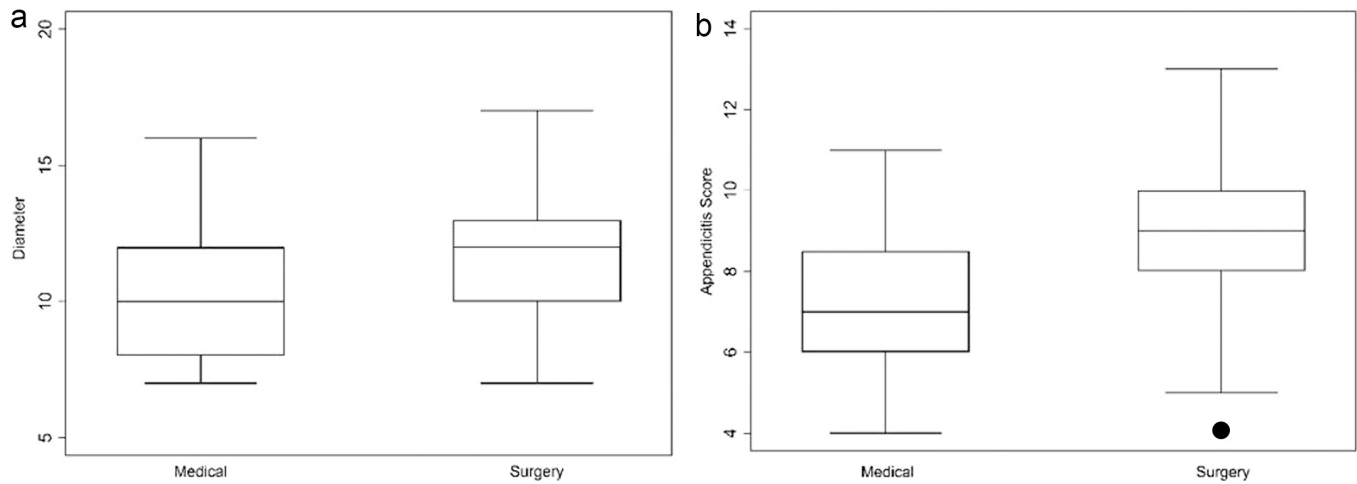 a
20
15
10
5
Diameter
Medical
Surgery
b
14
12
10
8
6
4
Appendicitis Score
Medical
Surgery